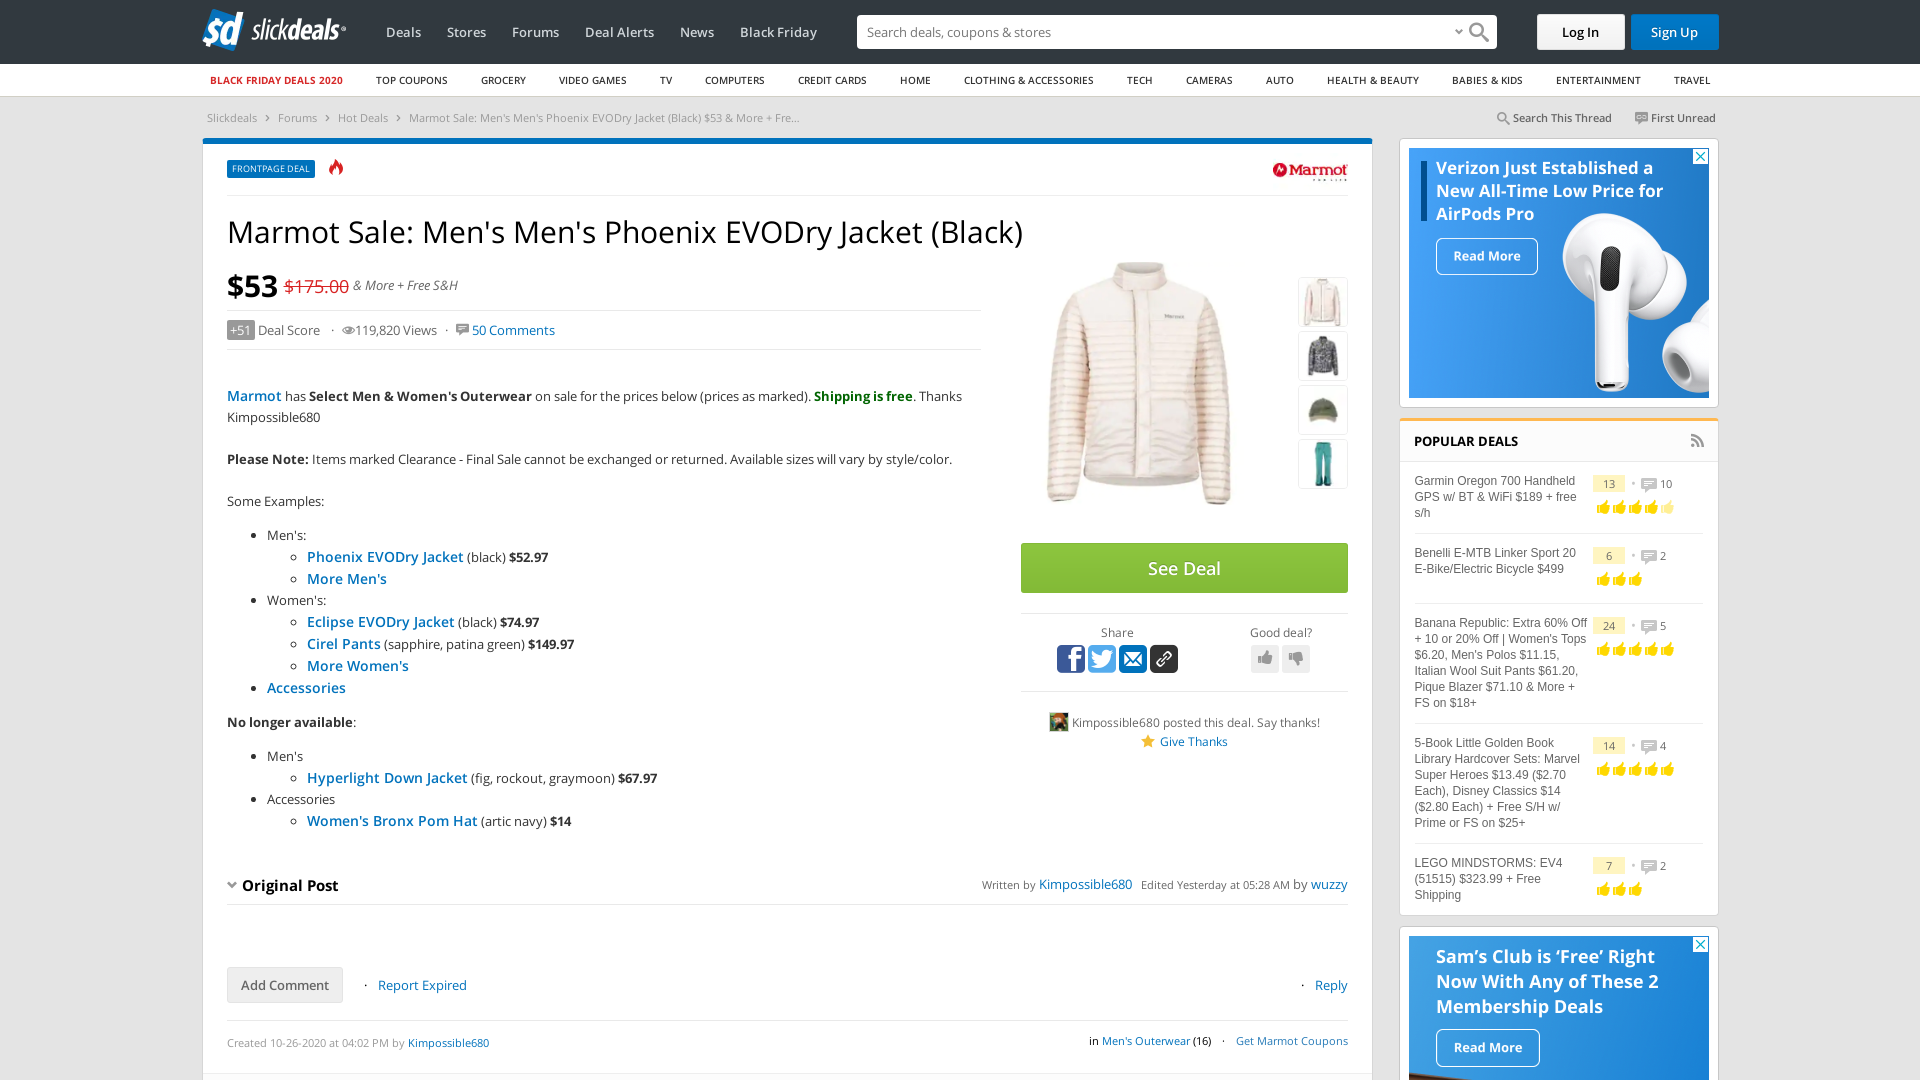 slickdeals
Deals
Stores
Forums
Deal Alerts
News
Black Friday
Search deals, coupons & stores
Log In
Sign Up
BLACK FRIDAY DEALS 2020
TOP COUPONS
GROCERY
VIDEO GAMES
TV
COMPUTERS
CREDIT CARDS
HOME
CLOTHING & ACCESSORIES
TECH
CAMERAS
AUTO
HEALTH & BEAUTY
BABIES & KIDS
ENTERTAINMENT
TRAVEL
Slickdeals > Forums > Hot Deals > Marmot Sale: Men's Men's Phoenix EVODry Jacket (Black) $53 & More + Fre...
Search This Thread
First Unread
FRONTPAGE DEAL
Marmot
Marmot Sale: Men's Men's Phoenix EVODry Jacket (Black)
$53 $175.00 & More + Free S&H
+51 Deal Score · 119,820 Views · 50 Comments
Marmot has Select Men & Women's Outerwear on sale for the prices below (prices as marked). Shipping is free. Thanks
Kimpossible680
Please Note: Items marked Clearance - Final Sale cannot be exchanged or returned. Available sizes will vary by style/color.
Some Examples:
Men's:
Phoenix EVODry Jacket (black) $52.97
More Men's
Women's:
Eclipse EVODry Jacket (black) $74.97
Cirel Pants (sapphire, patina green) $149.97
More Women's
Accessories
No longer available:
Men's
Hyperlight Down Jacket (fig, rockout, graymoon) $67.97
Accessories
Women's Bronx Pom Hat (artic navy) $14
See Deal
Share
Good deal?
Kimpossible680 posted this deal. Say thanks!
Give Thanks
Original Post
Written by Kimpossible680 Edited Yesterday at 05:28 AM by wuzzy
Add Comment
· Report Expired
· Reply
Created 10-26-2020 at 04:02 PM by Kimpossible680
in Men's Outerwear (16) · Get Marmot Coupons
Verizon Just Established a
New All-Time Low Price for
AirPods Pro
Read More
POPULAR DEALS
Garmin Oregon 700 Handheld
GPS w/ BT & WiFi $189 + free
s/h
13 • 10
Benelli E-MTB Linker Sport 20
E-Bike/Electric Bicycle $499
6 • 2
Banana Republic: Extra 60% Off
+ 10 or 20% Off | Women's Tops
$6.20, Men's Polos $11.15,
Italian Wool Suit Pants $61.20,
Pique Blazer $71.10 & More +
FS on $18+
24 • 5
5-Book Little Golden Book
Library Hardcover Sets: Marvel
Super Heroes $13.49 ($2.70
Each), Disney Classics $14
($2.80 Each) + Free S/H w/
Prime or FS on $25+
14 • 4
LEGO MINDSTORMS: EV4
(51515) $323.99 + Free
Shipping
7 • 2
Sam's Club is ‘Free’ Right
Now With Any of These 2
Membership Deals
Read More